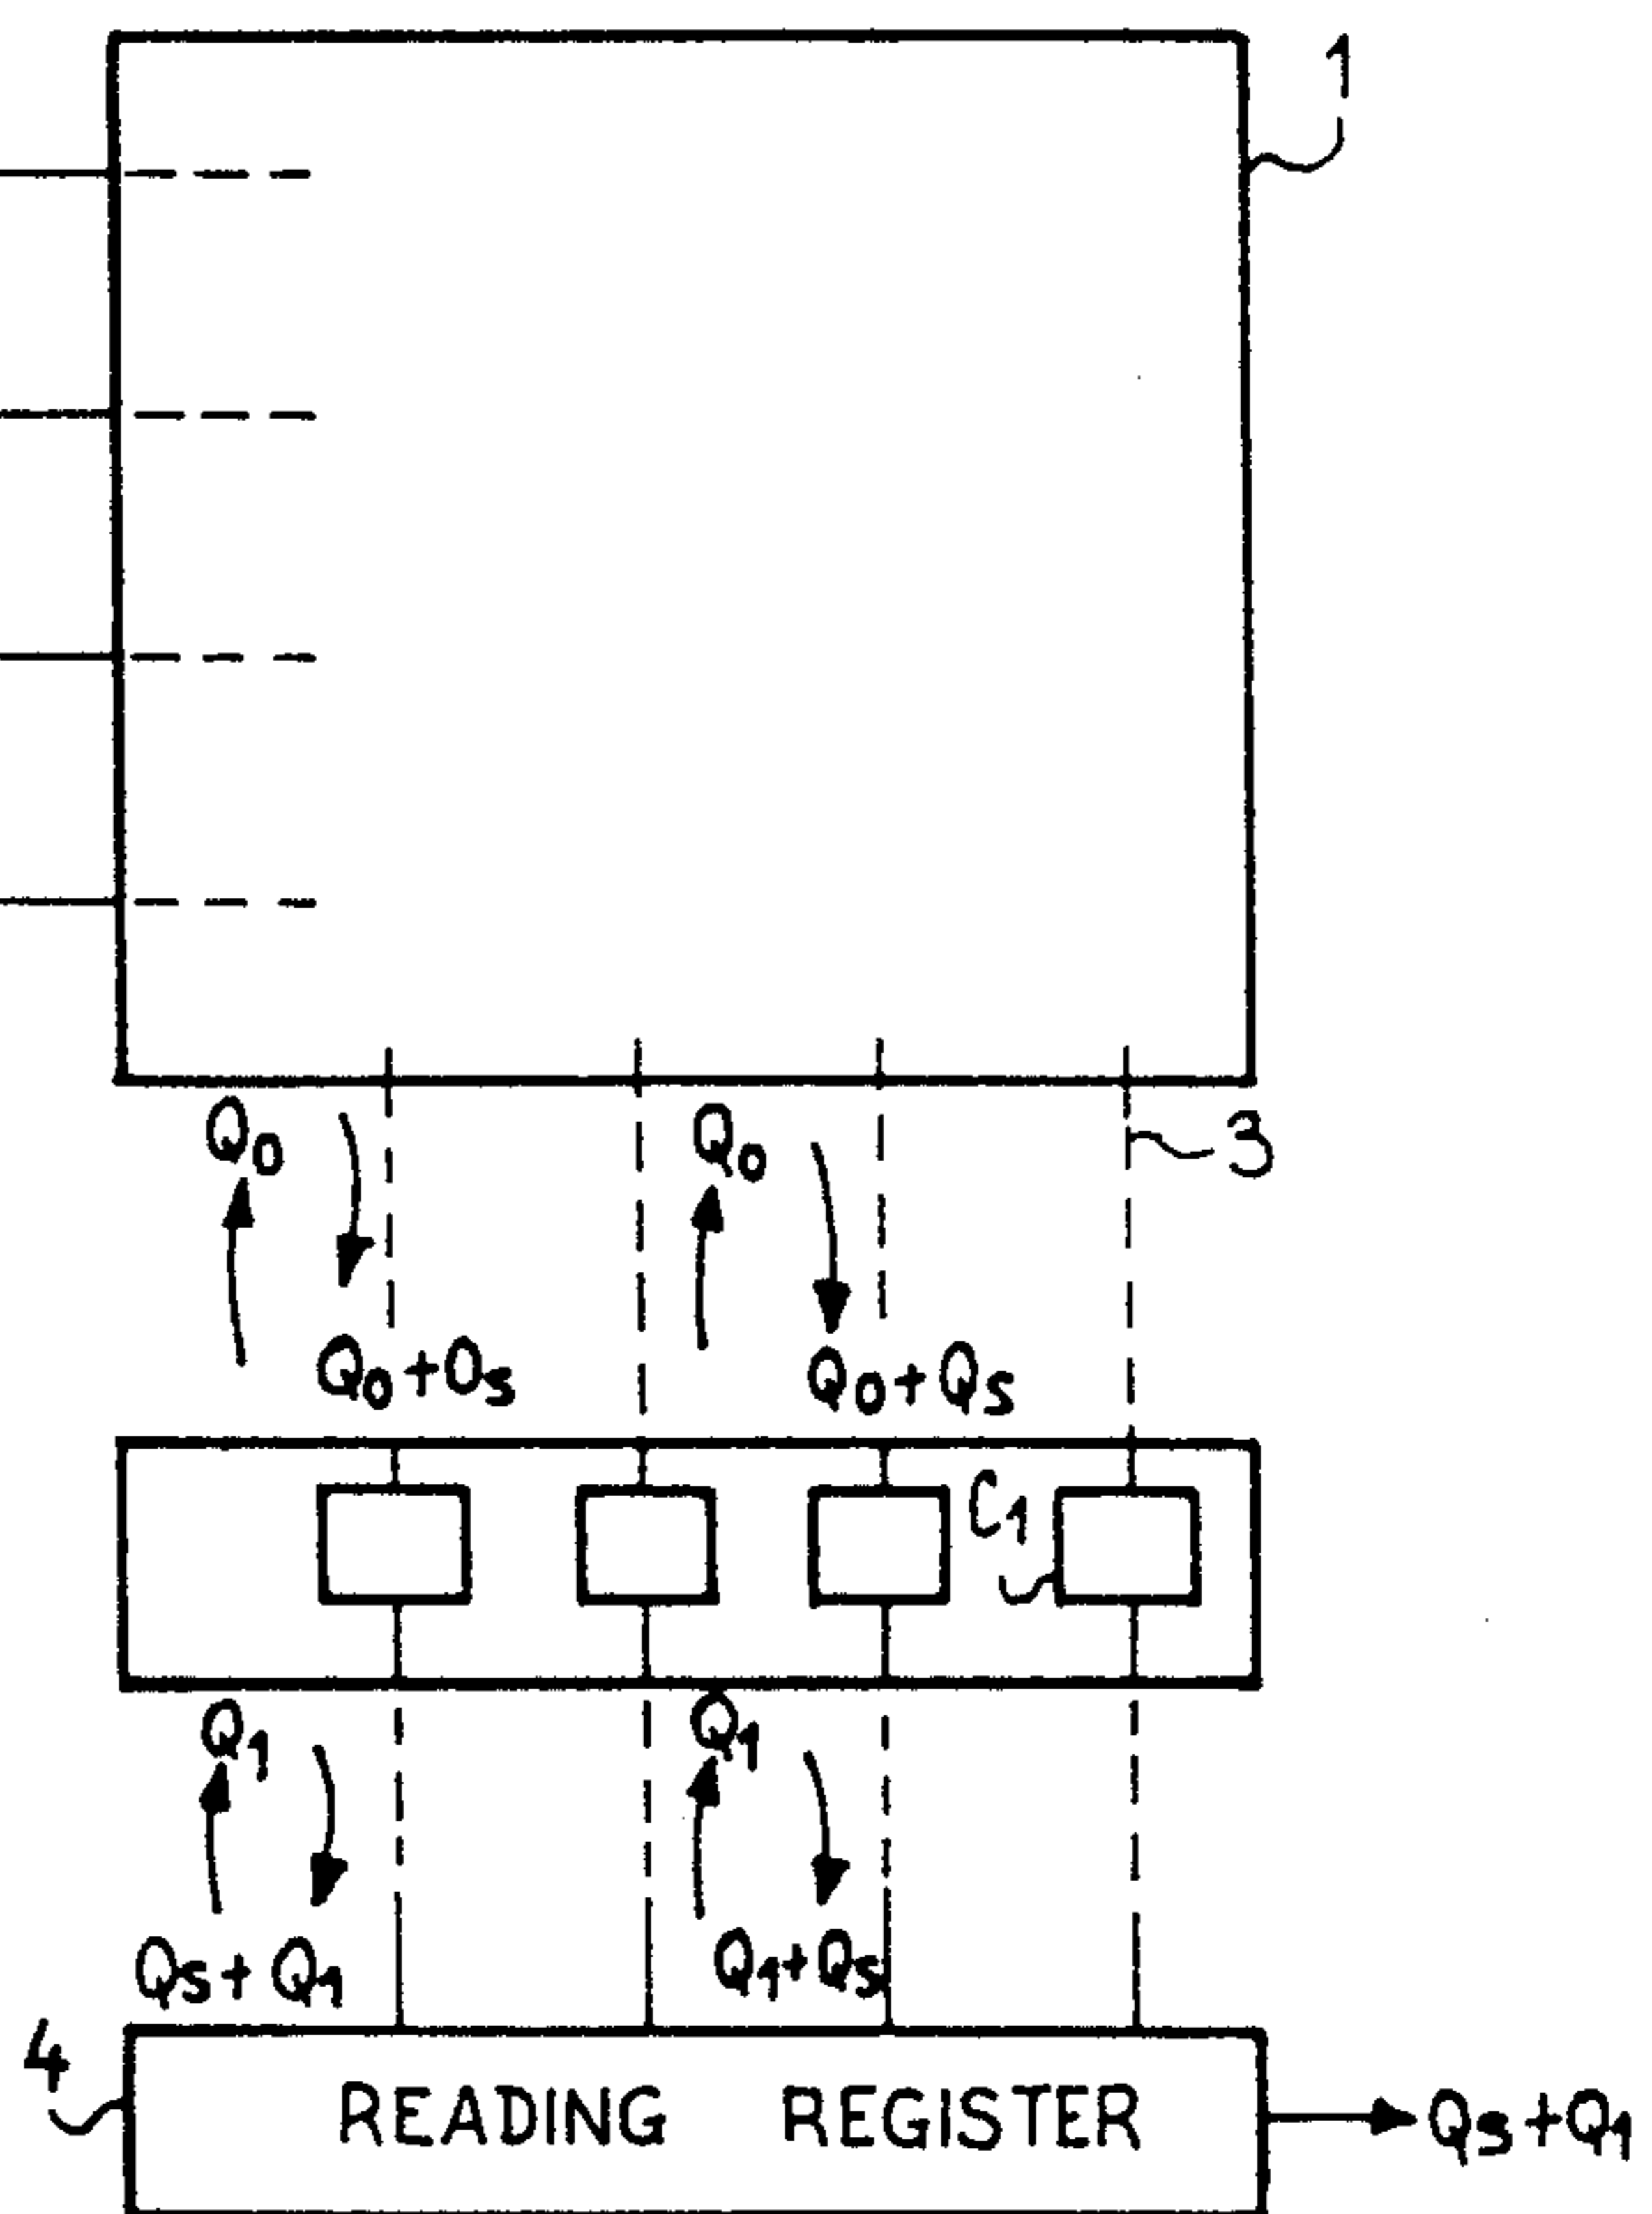 1
Q₀ Q₀ 3
Q₀+O₅ Q₀+Qs
C₁
Q₁ Q₁
Qs+Q₁ Q₁+Qs
4
READING REGISTER
Qs+Q₁